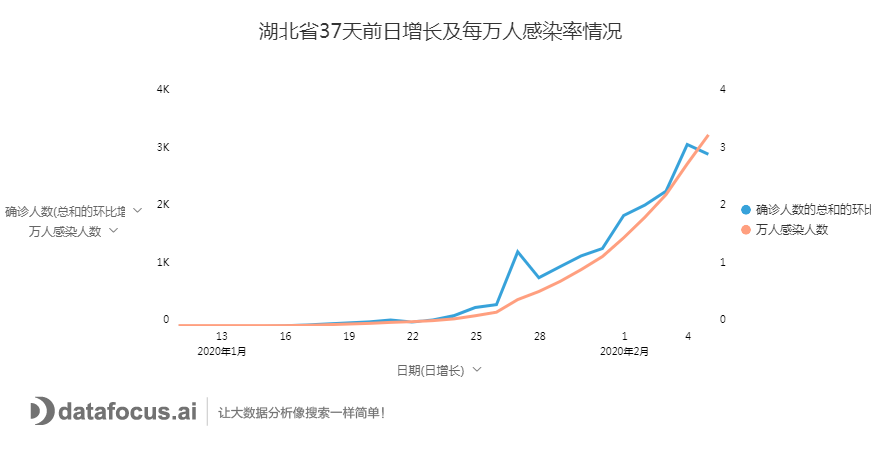 湖北省37天前日增长及每万人感染率情况
4K
3K
2K
1K
0
4
3
2
1
0
确诊人数(总和的环比增
万人感染人数
确诊人数的总和的环比
万人感染人数
13
16
19
22
25
28
1
4
2020年1月
2020年2月
日期(日增长)
datafocus.ai
让大数据分析像搜索一样简单!